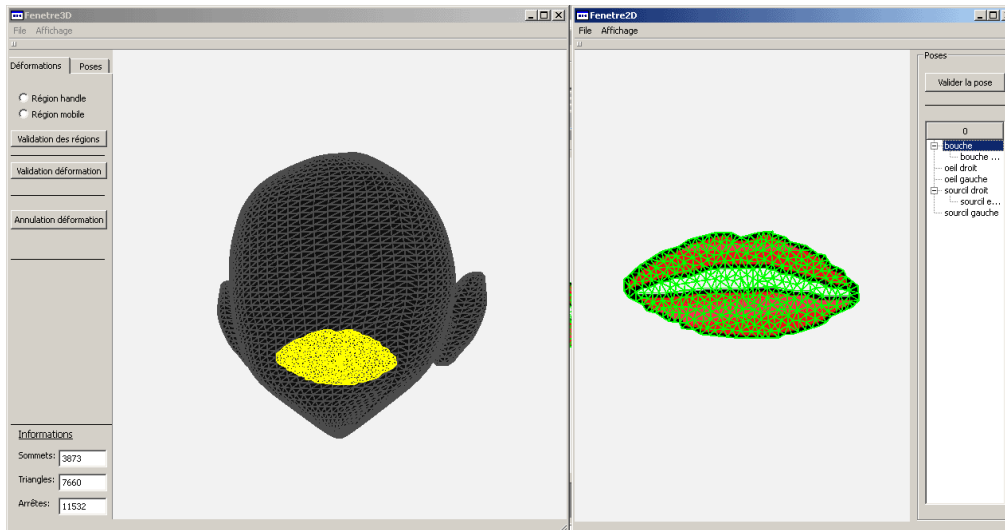 Fenetre3D
File Affichage
Déformations Poses
Région handle
Région mobile
Validation des régions
Validation déformation
Annulation déformation
Informations
Sommets: 3873
Triangles: 7660
Arrêtes: 11532
Fenetre2D
File Affichage
Poses
Valider la pose
0
bouche
bouche ...
oeil droit
oeil gauche
sourcil droit
sourcil e...
sourcil gauche